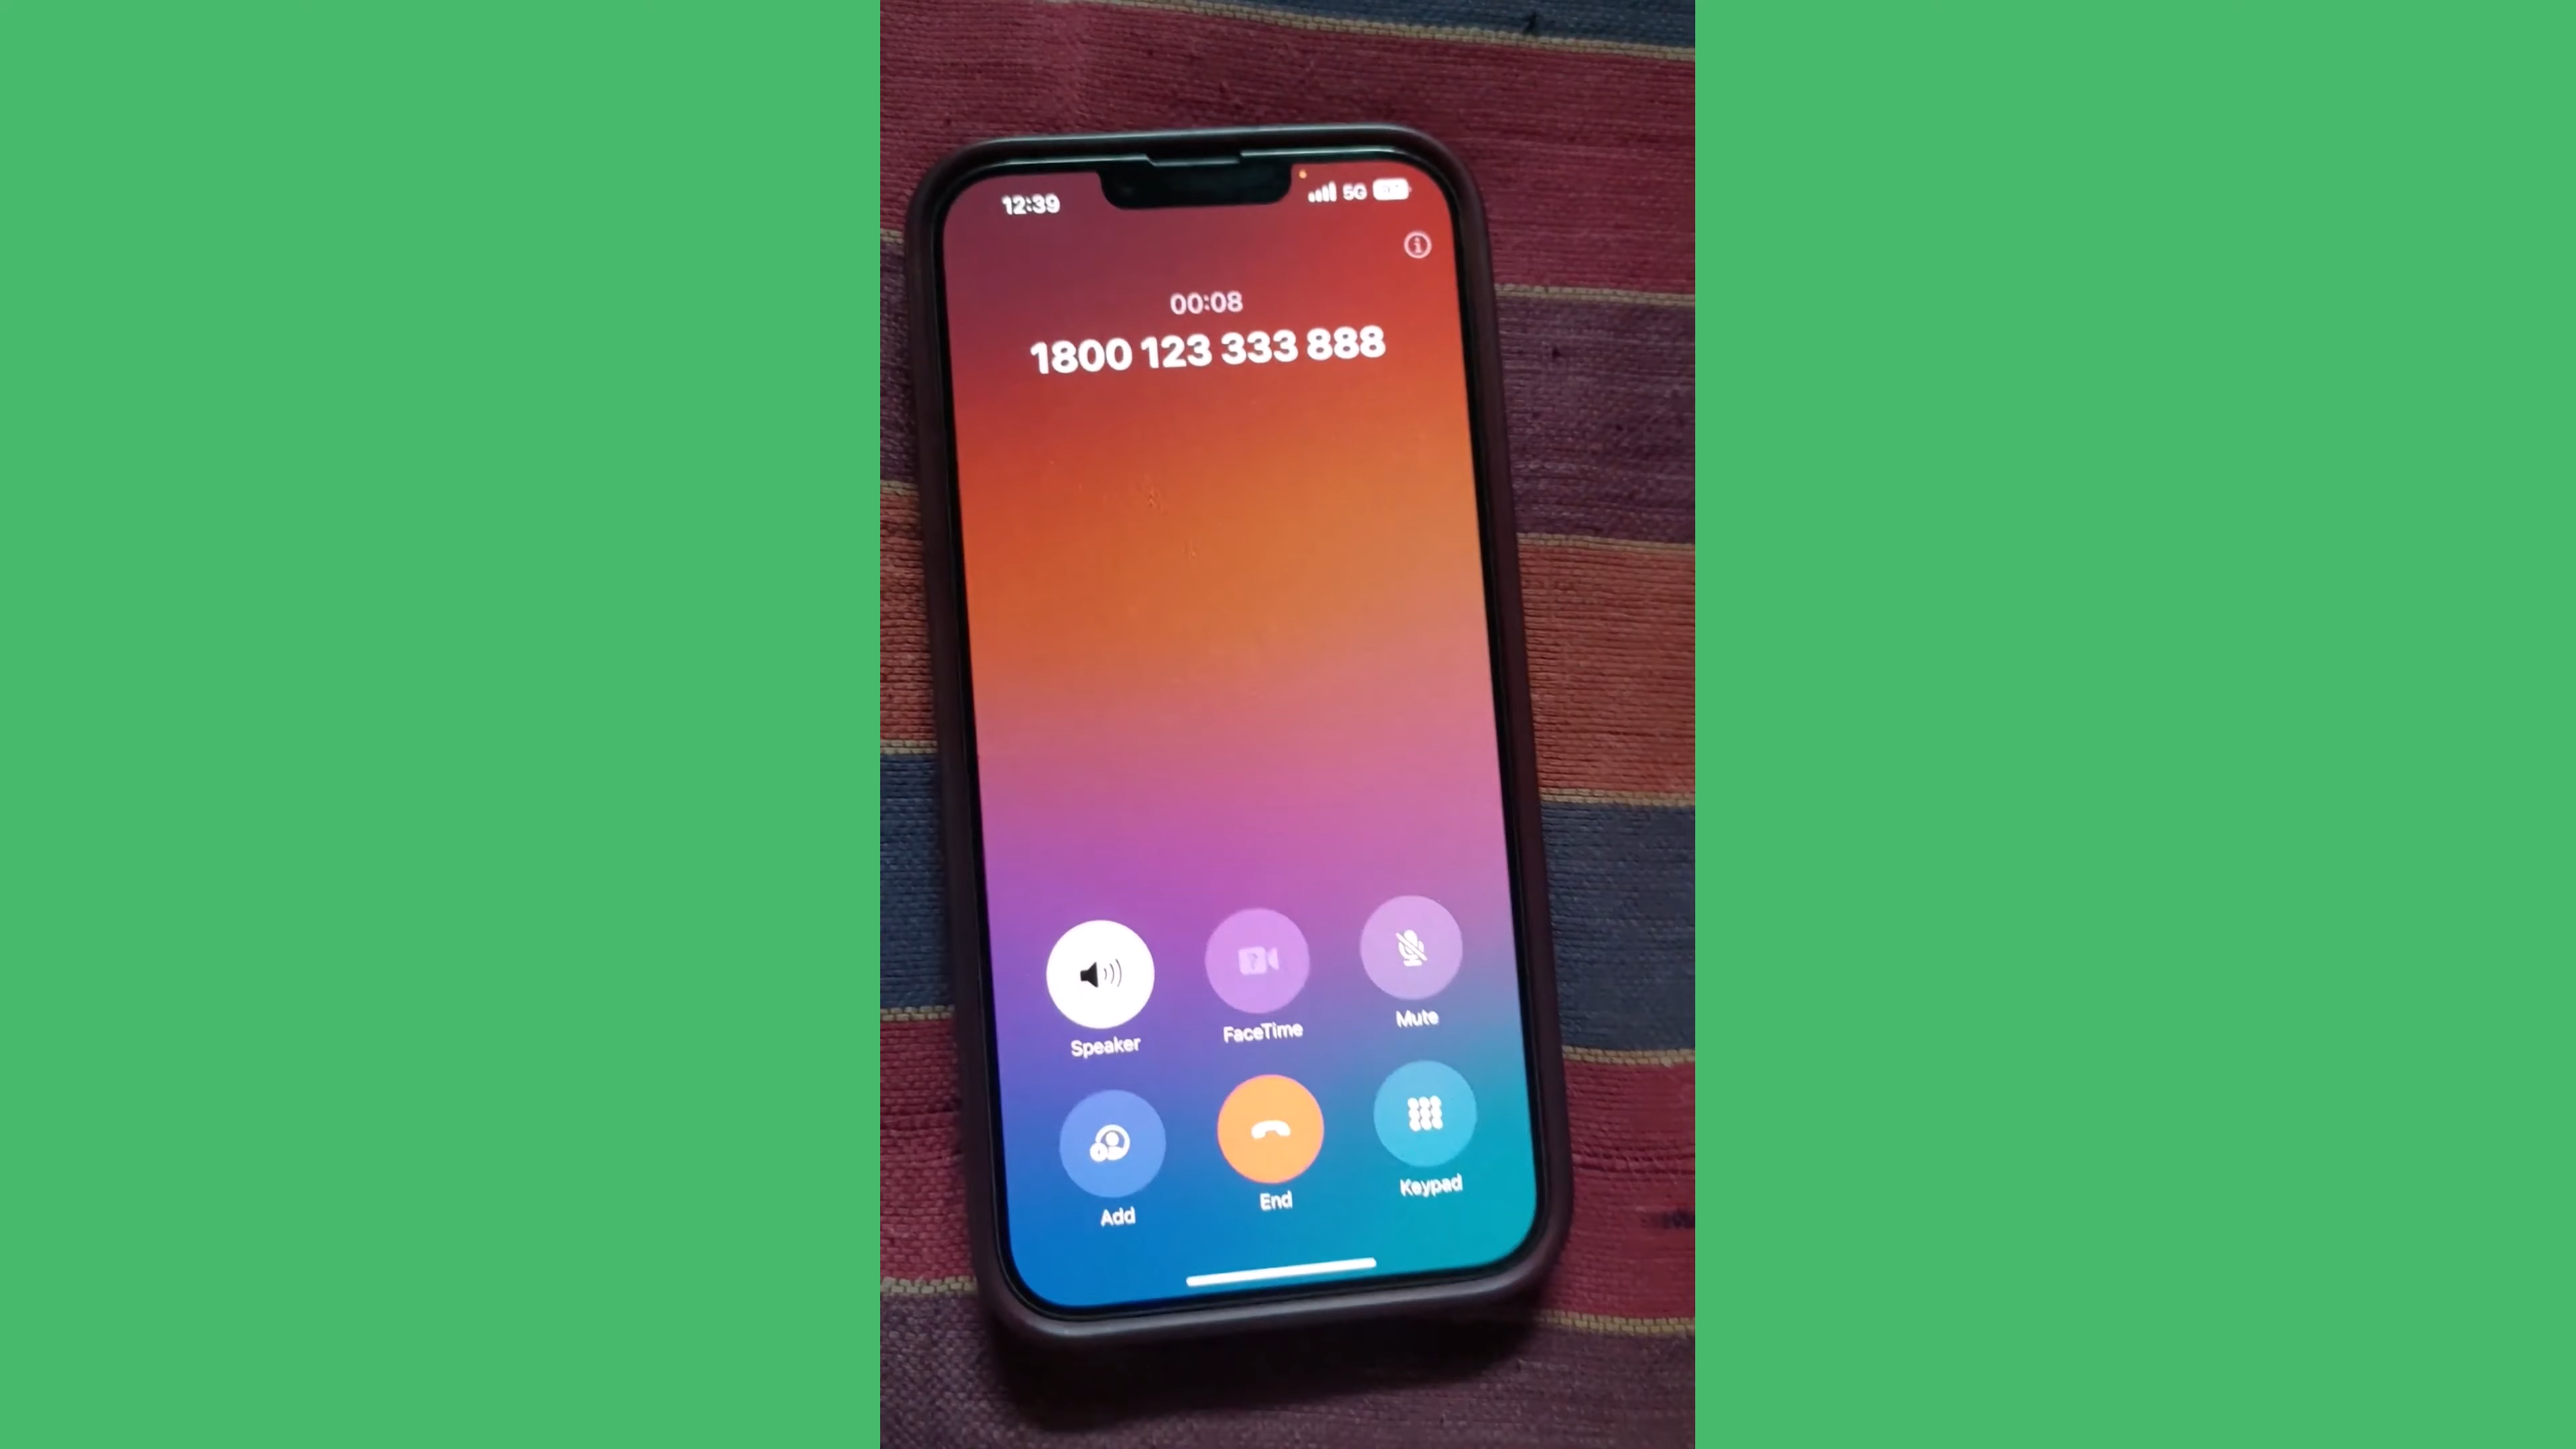 12:39 5G
00:08
1800 123 333 888
Speaker FaceTime Mute
Add End Keypad